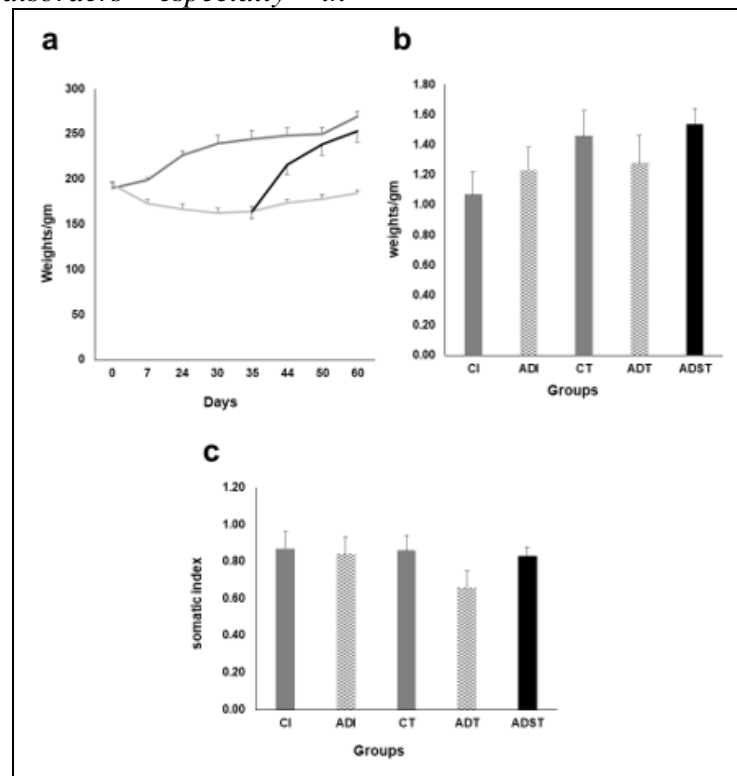 disorders especially in
a
300
250
200
150
100
50
0
Weights/gm
0 7 24 30 35 44 50 60
Days
b
1.80
1.60
1.40
1.20
1.00
0.80
0.60
0.40
0.20
0.00
weights/gm
CI ADI CT ADT ADST
Groups
c
1.20
1.00
0.80
0.60
0.40
0.20
0.00
somatic index
CI ADI CT ADT ADST
Groups